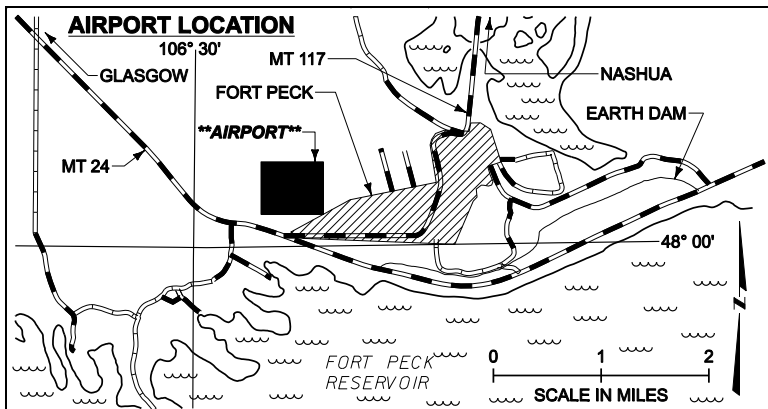 AIRPORT LOCATION
106° 30'
GLASGOW
MT 117
NASHUA
FORT PECK
EARTH DAM
**AIRPORT**
MT 24
48° 00'
N
FORT PECK
RESERVOIR
0 1 2
SCALE IN MILES